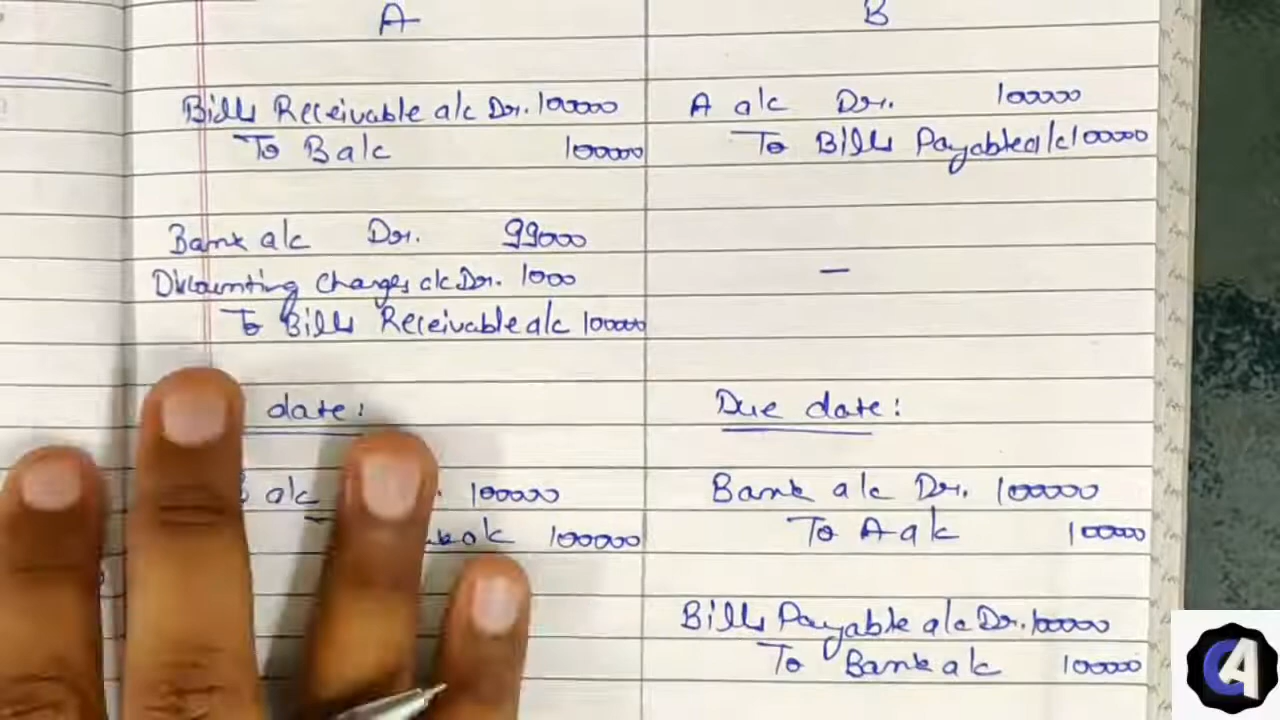 A
B
Bills Receivable a/c Dr. 100000
To B a/c 100000
A a/c Dr. 100000
To Bills Payable a/c 100000
Bank a/c Dr. 99000
Discounting Charges a/c Dr. 1000
To Bills Receivable a/c 100000
—
date:
B a/c 100000
a/c 100000
Due date:
Bank a/c Dr. 100000
To A a/c 100000
Bills Payable a/c Dr. 100000
To Bank a/c 100000
CA